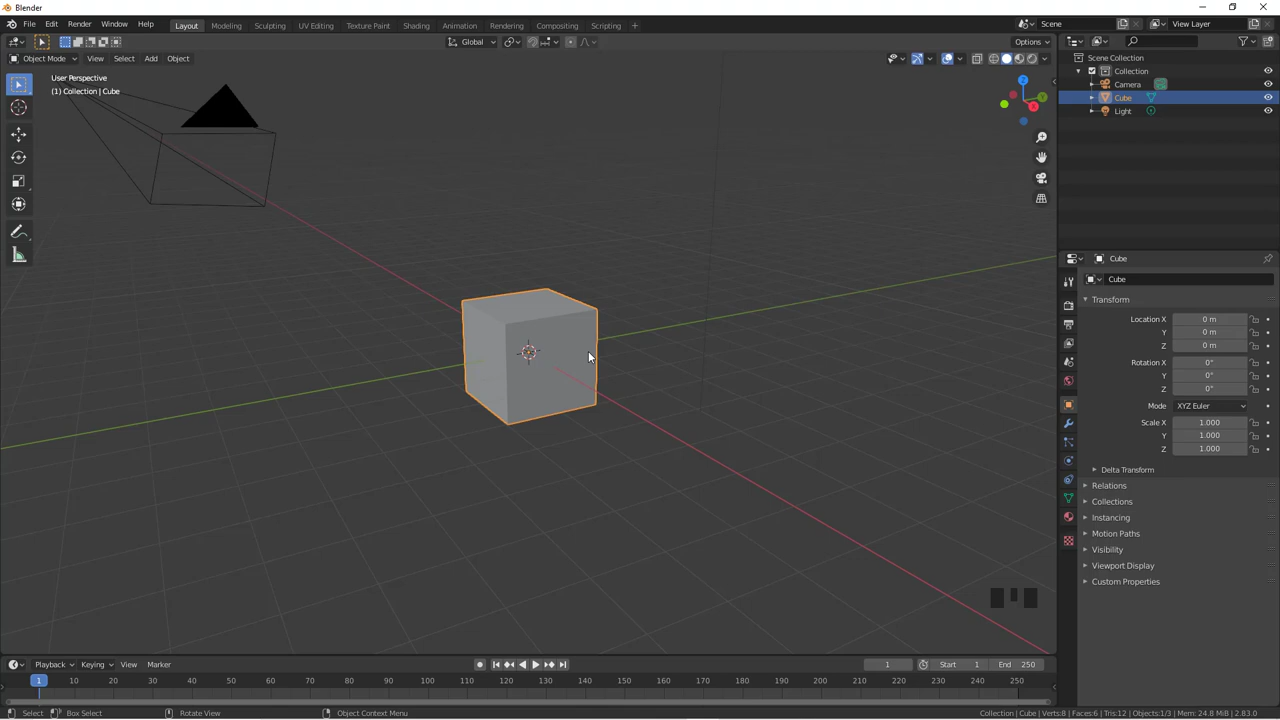 Blender
File Edit Render Window Help Layout Modeling Sculpting UV Editing Texture Paint Shading Animation Rendering Compositing Scripting + Scene View Layer
Global Options
Object Mode View Select Add Object
User Perspective
(1) Collection | Cube
Z
Y
X
Scene Collection
Collection
Camera
Cube
Light
Cube
Cube
Transform
Location X 0 m
Y 0 m
Z 0 m
Rotation X 0°
Y 0°
Z 0°
Mode XYZ Euler
Scale X 1.000
Y 1.000
Z 1.000
Delta Transform
Relations
Collections
Instancing
Motion Paths
Visibility
Viewport Display
Custom Properties
Playback Keying View Marker 1 Start 1 End 250
1 10 20 30 40 50 60 70 80 90 100 110 120 130 140 150 160 170 180 190 200 210 220 230 240 250
Select Box Select Rotate View Object Context Menu Collection | Cube | Verts:8 | Faces:6 | Tris:12 | Objects:1/3 | Mem: 24.8 MiB | 2.83.0